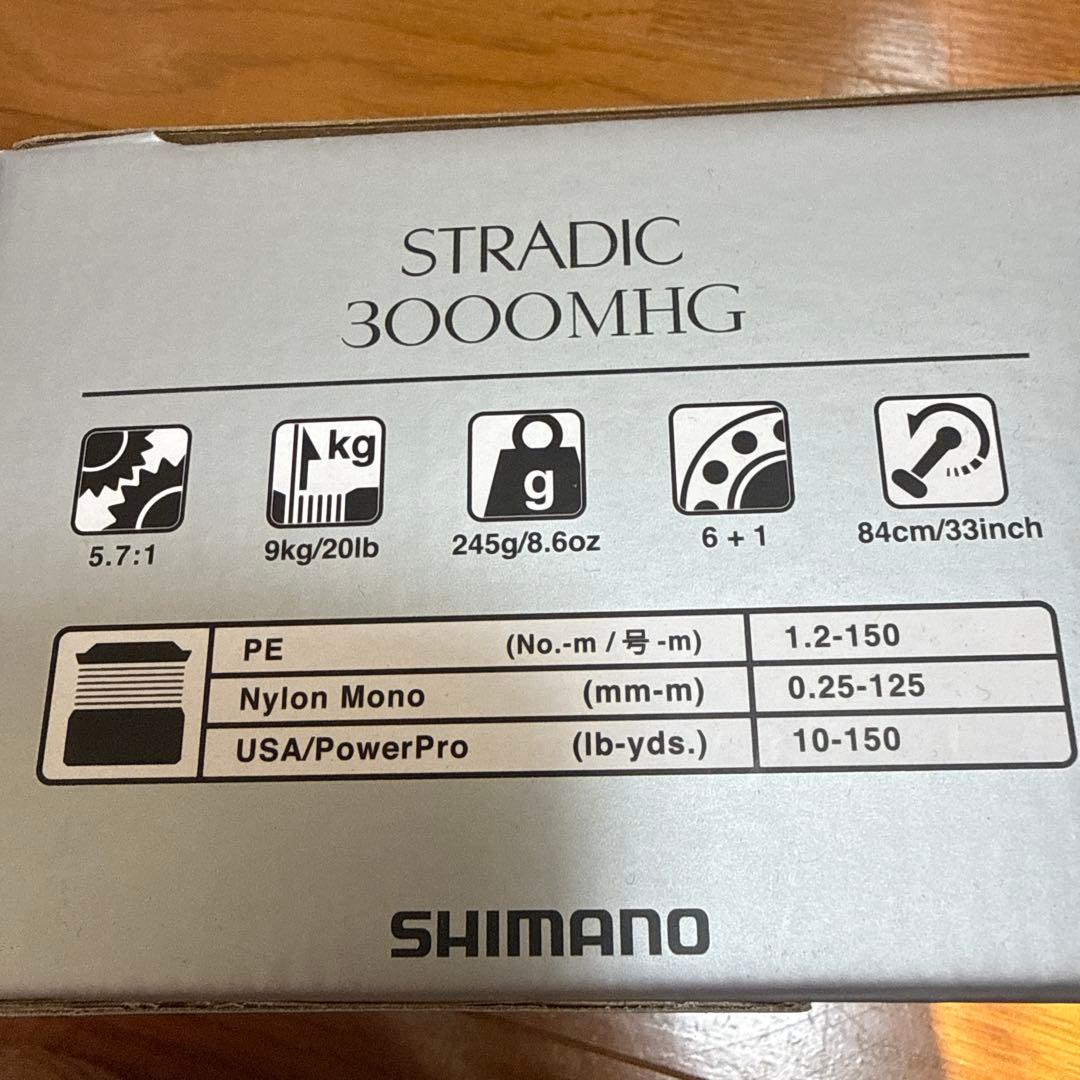 STRADIC
3000MHG
kg
g
5.7:1 9kg/20lb 245g/8.6oz 6 + 1 84cm/33inch
PE (No.-m / 号 -m) 1.2-150
Nylon Mono (mm-m) 0.25-125
USA/PowerPro (lb-yds.) 10-150
SHIMANO